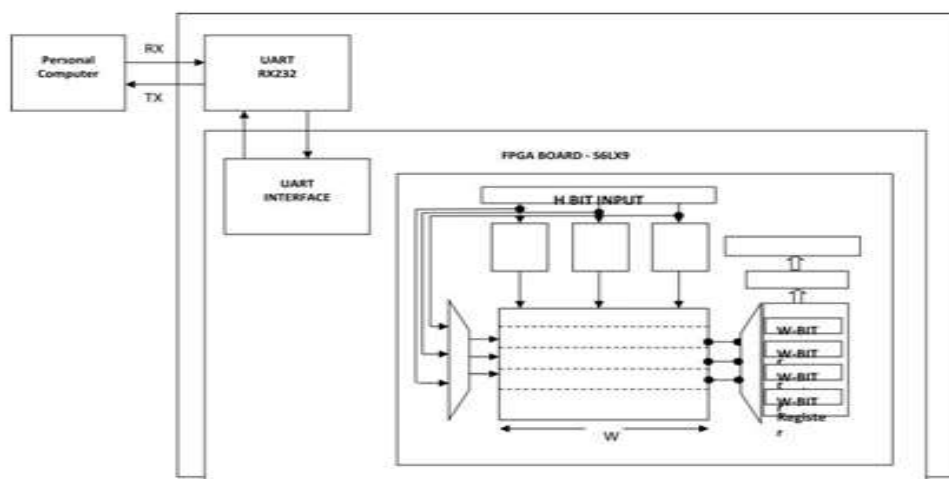 RX
Personal
Computer
TX
UART
RX232
FPGA BOARD - S6LX9
UART
INTERFACE
H BIT INPUT
W-BIT
r
W-BIT
r
W-BIT
r
W-BIT
Registe
r
W